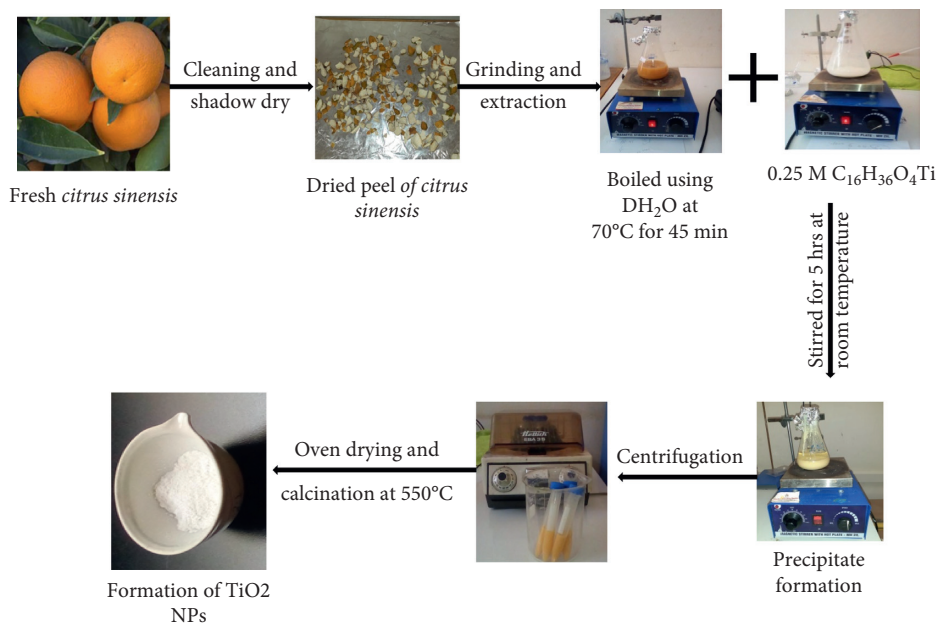 Cleaning and
shadow dry
Grinding and
extraction
Fresh citrus sinensis
Dried peel of citrus
sinensis
Boiled using
DH₂O at
70°C for 45 min
0.25 M C₁₆H₃₆O₄Ti
Stirred for 5 hrs at
room temperature
Precipitate
formation
Centrifugation
Oven drying and
calcination at 550°C
Formation of TiO2
NPs